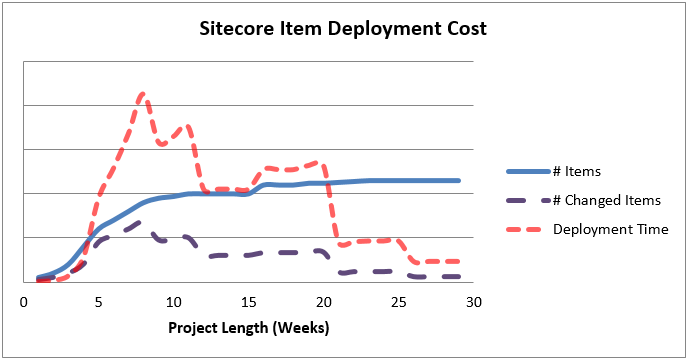 Sitecore Item Deployment Cost
# Items
# Changed Items
Deployment Time
0 5 10 15 20 25 30
Project Length (Weeks)